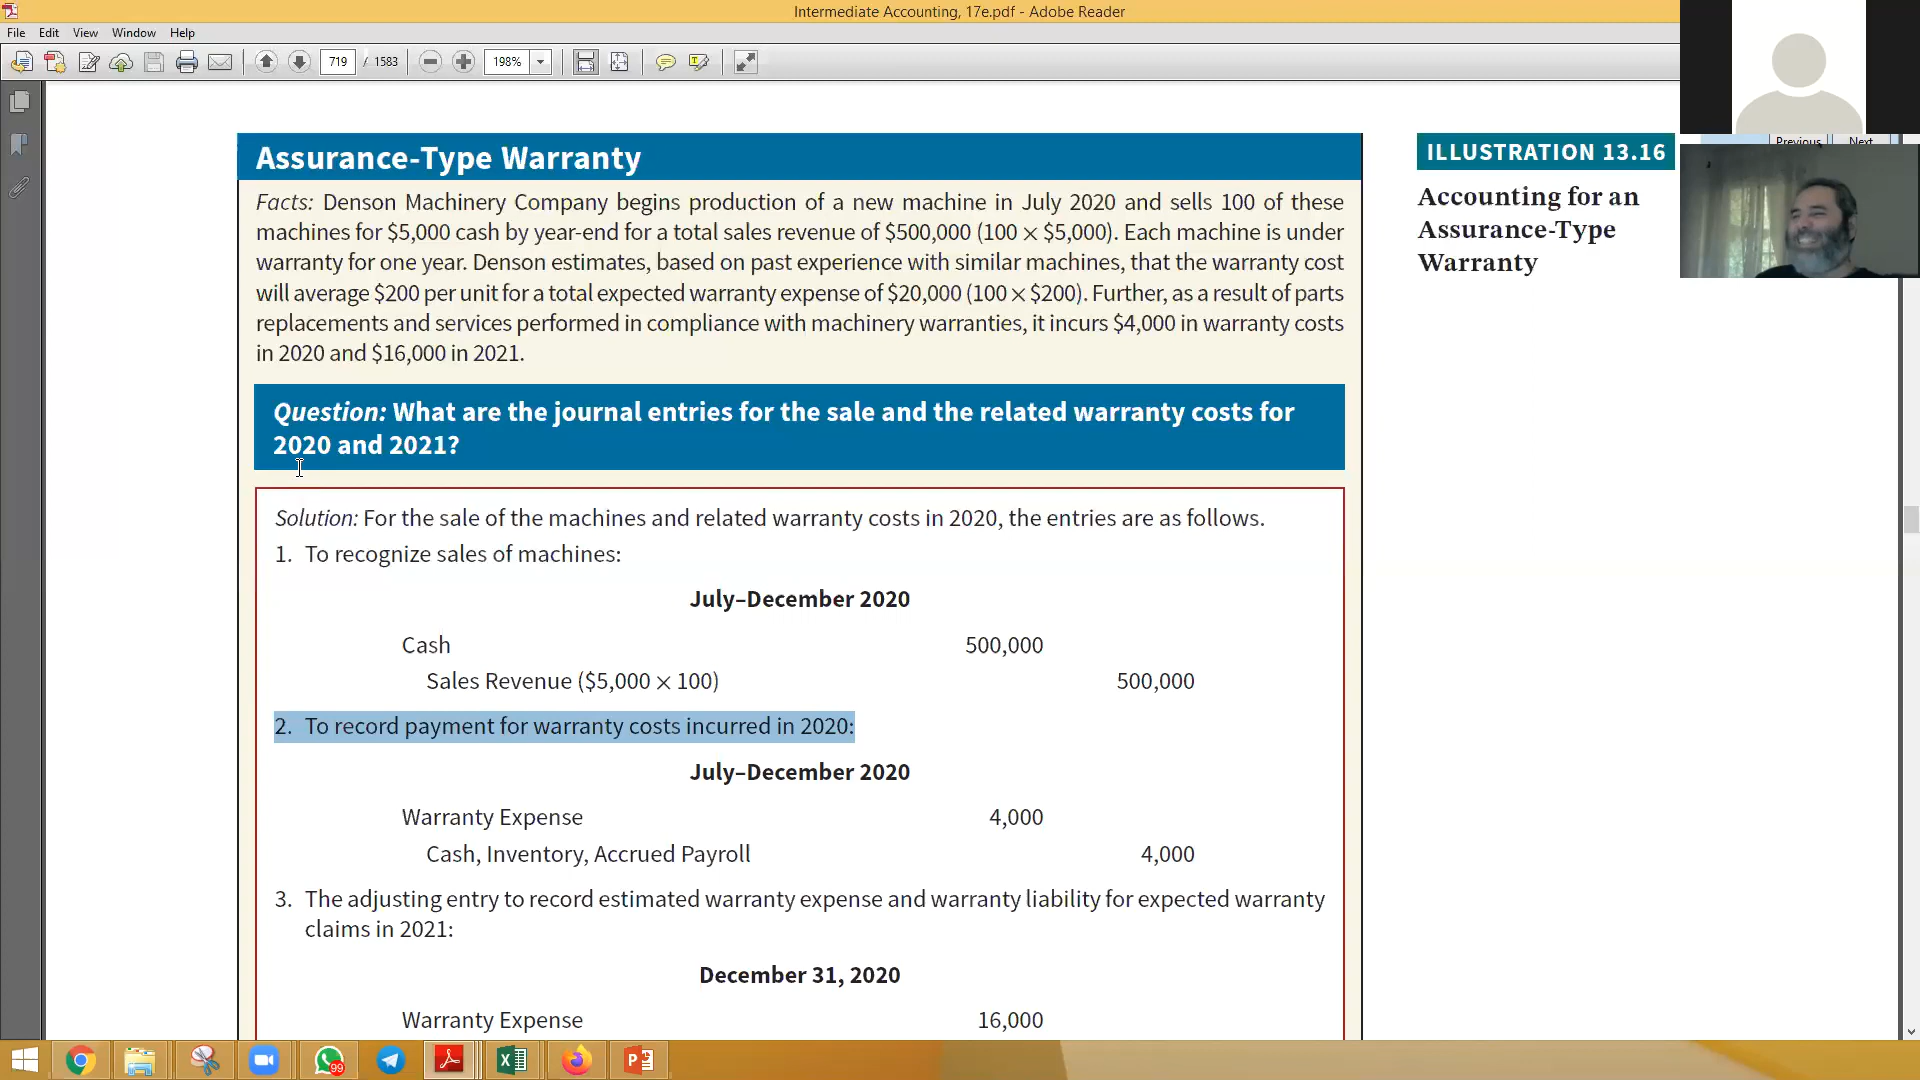 Intermediate Accounting, 17e.pdf - Adobe Reader
File Edit View Window Help
719 / 1583 198%
Previous Next
Assurance-Type Warranty
Facts: Denson Machinery Company begins production of a new machine in July 2020 and sells 100 of these
machines for $5,000 cash by year-end for a total sales revenue of $500,000 (100 × $5,000). Each machine is under
warranty for one year. Denson estimates, based on past experience with similar machines, that the warranty cost
will average $200 per unit for a total expected warranty expense of $20,000 (100 × $200). Further, as a result of parts
replacements and services performed in compliance with machinery warranties, it incurs $4,000 in warranty costs
in 2020 and $16,000 in 2021.
ILLUSTRATION 13.16
Accounting for an
Assurance-Type
Warranty
Question: What are the journal entries for the sale and the related warranty costs for
2020 and 2021?
Solution: For the sale of the machines and related warranty costs in 2020, the entries are as follows.
1. To recognize sales of machines:
July–December 2020
Cash 500,000
Sales Revenue ($5,000 × 100) 500,000
2. To record payment for warranty costs incurred in 2020:
July–December 2020
Warranty Expense 4,000
Cash, Inventory, Accrued Payroll 4,000
3. The adjusting entry to record estimated warranty expense and warranty liability for expected warranty
claims in 2021:
December 31, 2020
Warranty Expense 16,000
99